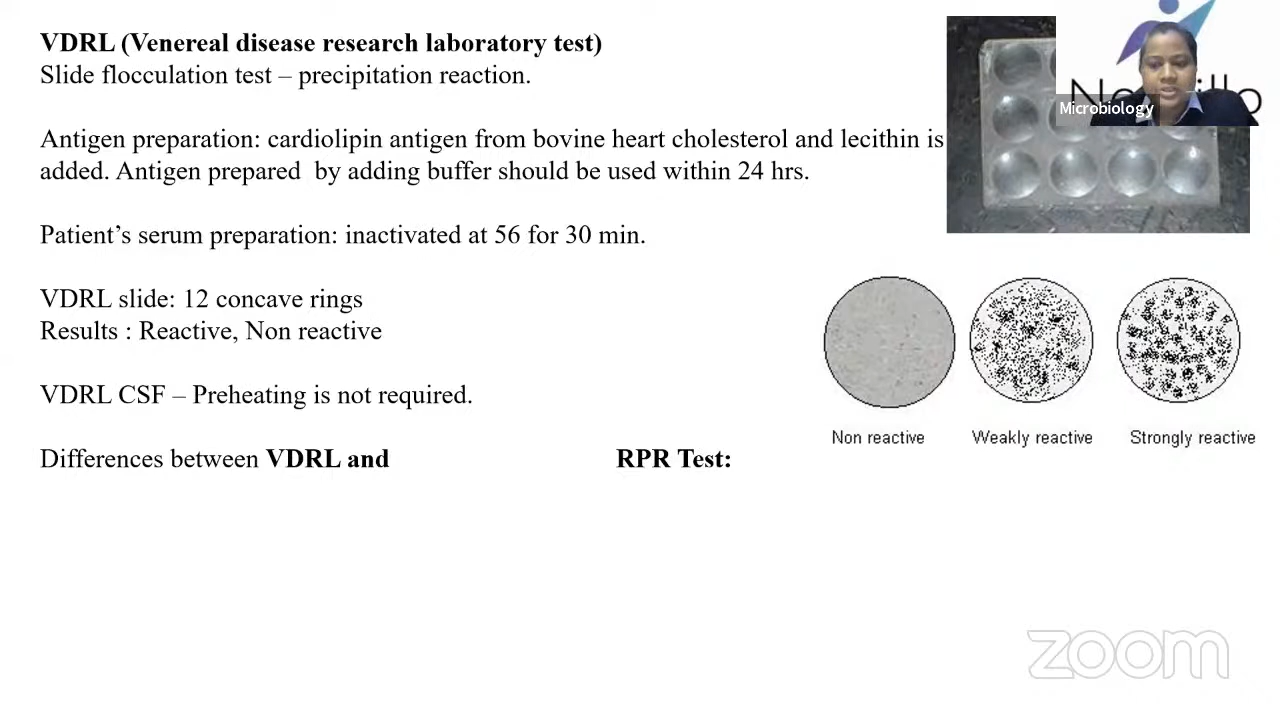 VDRL (Venereal disease research laboratory test)
Slide flocculation test – precipitation reaction.
Antigen preparation: cardiolipin antigen from bovine heart cholesterol and lecithin is
added. Antigen prepared by adding buffer should be used within 24 hrs.
Patient’s serum preparation: inactivated at 56 for 30 min.
VDRL slide: 12 concave rings
Results : Reactive, Non reactive
VDRL CSF – Preheating is not required.
Differences between VDRL and RPR Test:
Microbiology
Non reactive Weakly reactive Strongly reactive
zoom